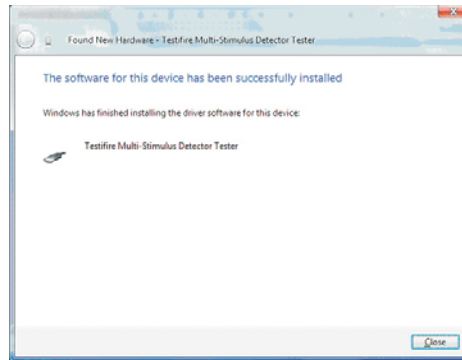 Found New Hardware - Testifire Multi-Stimulus Detector Tester
The software for this device has been successfully installed
Windows has finished installing the driver software for this device:
Testifire Multi-Stimulus Detector Tester
Close